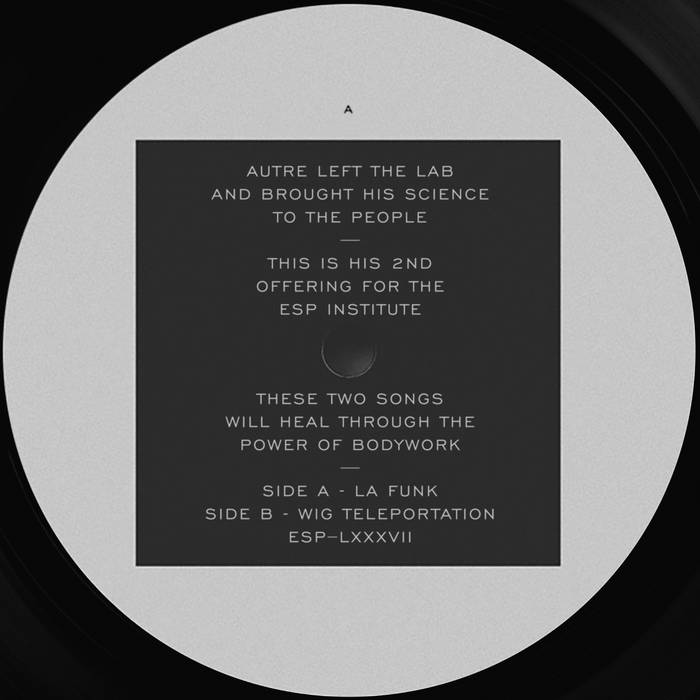 A
AUTRE LEFT THE LAB
AND BROUGHT HIS SCIENCE
TO THE PEOPLE
—
THIS IS HIS 2ND
OFFERING FOR THE
ESP INSTITUTE
THESE TWO SONGS
WILL HEAL THROUGH THE
POWER OF BODYWORK
—
SIDE A - LA FUNK
SIDE B - WIG TELEPORTATION
ESP–LXXXVII